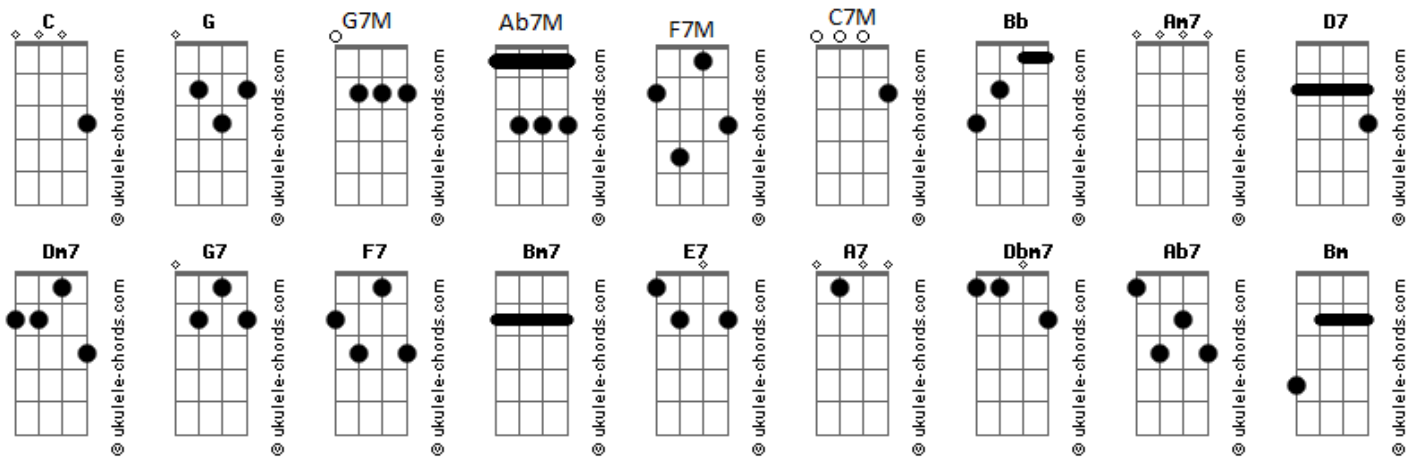 C G G7M Ab7M F7M C7M Bb Am7 D7
© ukulele-chords.com © ukulele-chords.com © ukulele-chords.com © ukulele-chords.com © ukulele-chords.com © ukulele-chords.com © ukulele-chords.com © ukulele-chords.com © ukulele-chords.com
Dm7 G7 F7 Bm7 E7 A7 Dbm7 Ab7 Bm
© ukulele-chords.com © ukulele-chords.com © ukulele-chords.com © ukulele-chords.com © ukulele-chords.com © ukulele-chords.com © ukulele-chords.com © ukulele-chords.com © ukulele-chords.com